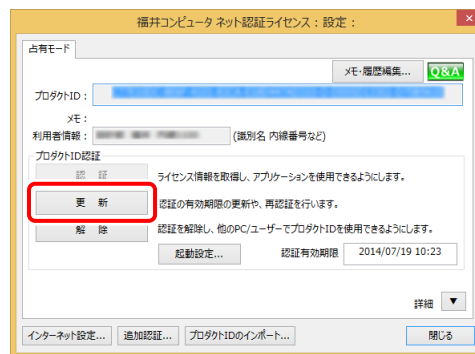 福井コンピュータ ネット認証ライセンス：設定：
占有モード
メモ・履歴編集... Q&A
プロダクトID：
メモ：
利用者情報： (識別名 内線番号など)
プロダクトID認証
認 証 ライセンス情報を取得し、アプリケーションを使用できるようにします。
更 新 認証の有効期限の更新や、再認証を行います。
解 除 認証を解除し、他のPC/ユーザーでプロダクトIDを使用できるようにします。
起動設定... 認証有効期限 2014/07/19 10:23
詳細 ▼
インターネット設定... 追加認証... プロダクトIDのインポート... 閉じる